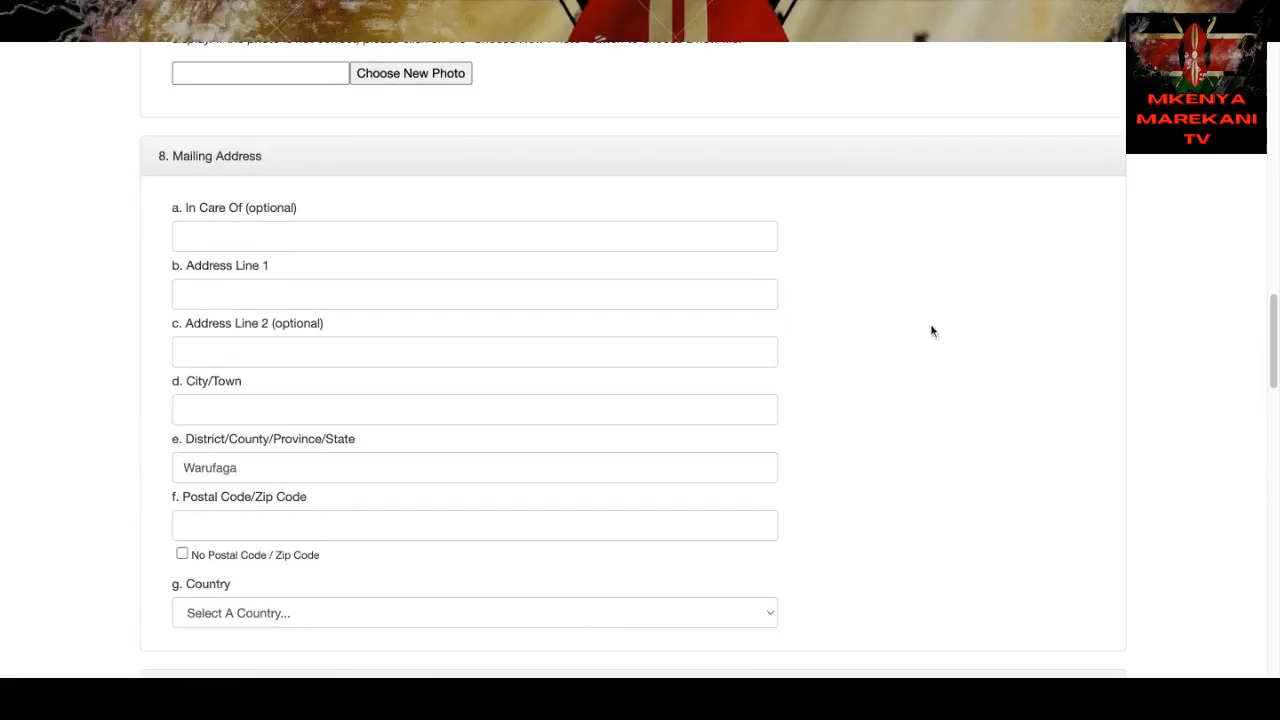 Choose New Photo
MKENYA
MAREKANI
TV
8. Mailing Address
a. In Care Of (optional)
b. Address Line 1
c. Address Line 2 (optional)
d. City/Town
e. District/County/Province/State
Warufaga
f. Postal Code/Zip Code
No Postal Code / Zip Code
g. Country
Select A Country...